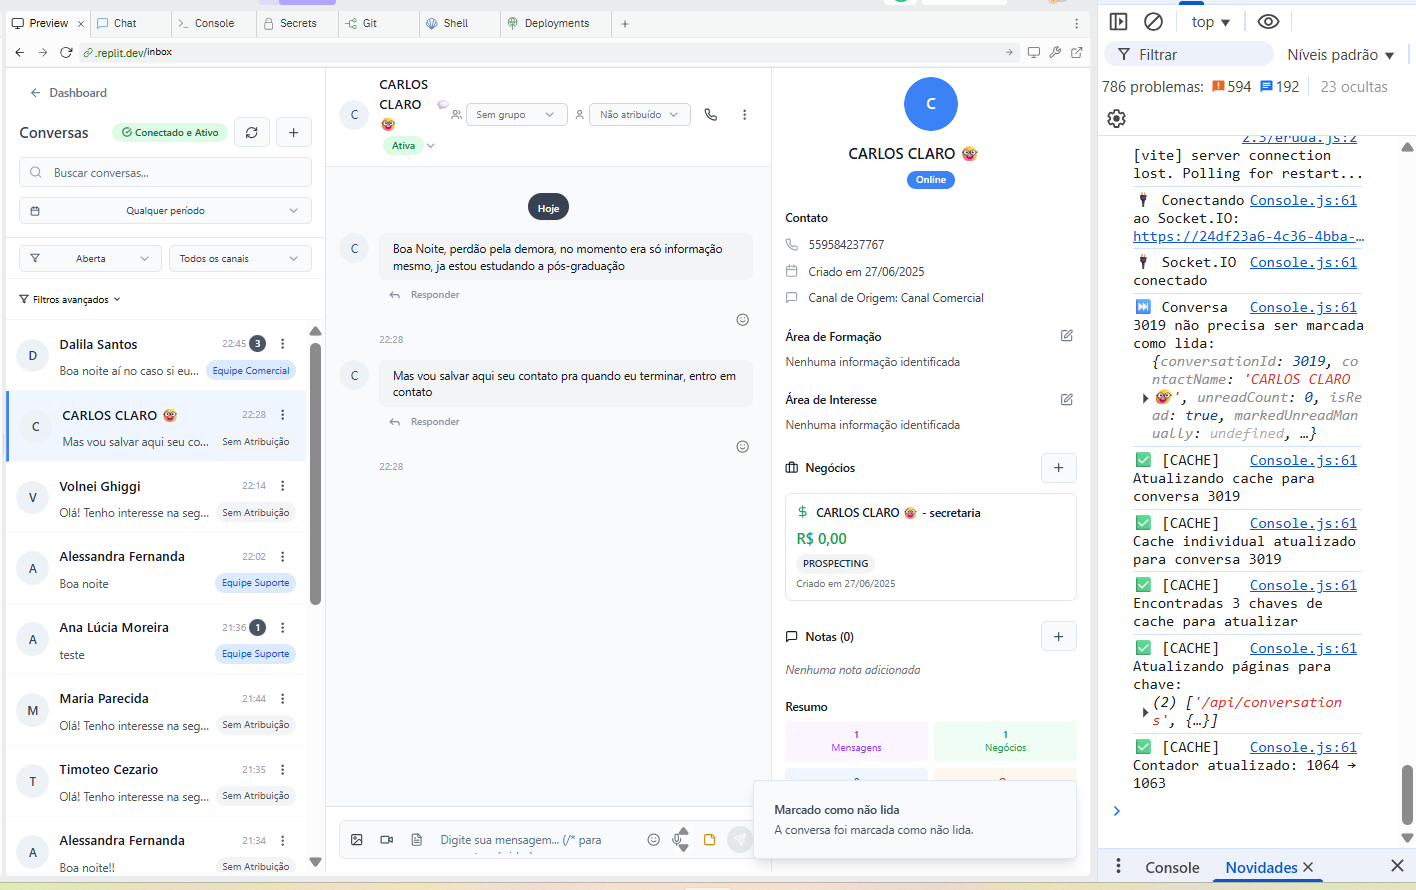 Preview
Chat
Console
Secrets
Git
Shell
Deployments
.replit.dev/inbox
Dashboard
Conversas
Conectado e Ativo
Buscar conversas...
Qualquer período
Aberta
Todos os canais
Filtros avançados
D
Dalila Santos
22:45
3
Boa noite aí no caso si eu...
Equipe Comercial
C
CARLOS CLARO 🤪
22:28
Mas vou salvar aqui seu co...
Sem Atribuição
V
Volnei Ghiggi
22:14
Olá! Tenho interesse na seg...
Sem Atribuição
A
Alessandra Fernanda
22:02
Boa noite
Equipe Suporte
A
Ana Lúcia Moreira
21:36
1
teste
Equipe Suporte
M
Maria Parecida
21:44
Olá! Tenho interesse na seg...
Sem Atribuição
T
Timoteo Cezario
21:35
Olá! Tenho interesse na seg...
Sem Atribuição
A
Alessandra Fernanda
21:34
Boa noite!!
Sem Atribuição
C
CARLOS
CLARO
Ativa
Sem grupo
Não atribuído
Hoje
C
Boa Noite, perdão pela demora, no momento era só informação
mesmo, ja estou estudando a pós-graduação
Responder
22:28
C
Mas vou salvar aqui seu contato pra quando eu terminar, entro em
contato
Responder
22:28
Digite sua mensagem... (/* para
C
CARLOS CLARO
Online
Contato
559584237767
Criado em 27/06/2025
Canal de Origem: Canal Comercial
Área de Formação
Nenhuma informação identificada
Área de Interesse
Nenhuma informação identificada
Negócios
CARLOS CLARO - secretaria
R$ 0,00
PROSPECTING
Criado em 27/06/2025
Notas (0)
Nenhuma nota adicionada
Resumo
1
Mensagens
1
Negócios
Marcado como não lida
A conversa foi marcada como não lida.
top
Filtrar
Níveis padrão
786 problemas: 594 192 23 ocultas
2.3/eruda.js:2
[vite] server connection
lost. Polling for restart...
Conectando Console.js:61
ao Socket.IO:
https://24df23a6-4c36-4bba-…
Socket.IO Console.js:61
conectado
Conversa Console.js:61
3019 não precisa ser marcada
como lida:
{conversationId: 3019, co
ntactName: 'CARLOS CLARO
', unreadCount: 0, isRe
ad: true, markedUnreadMan
ually: undefined, …}
[CACHE] Console.js:61
Atualizando cache para
conversa 3019
[CACHE] Console.js:61
Cache individual atualizado
para conversa 3019
[CACHE] Console.js:61
Encontradas 3 chaves de
cache para atualizar
[CACHE] Console.js:61
Atualizando páginas para
chave:
(2) ['/api/conversation
s', {…}]
[CACHE] Console.js:61
Contador atualizado: 1064 →
1063
Console
Novidades